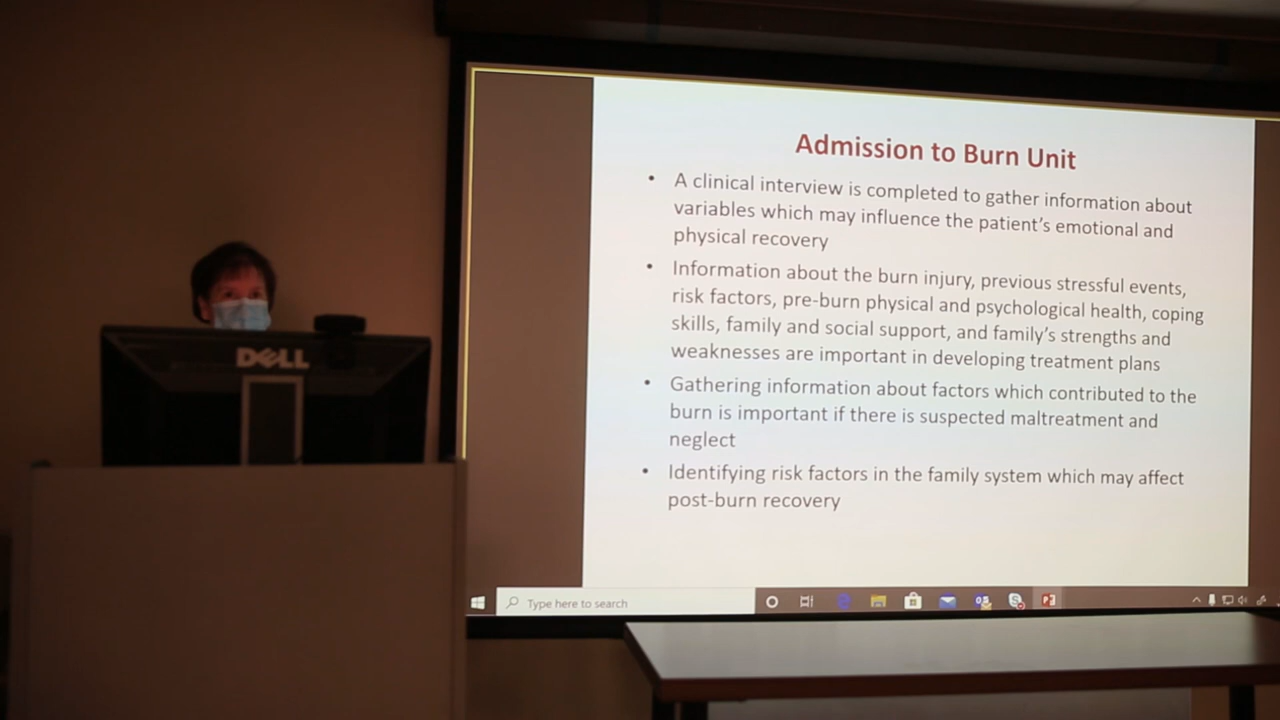 DELL
Admission to Burn Unit
• A clinical interview is completed to gather information about
variables which may influence the patient's emotional and
physical recovery
• Information about the burn injury, previous stressful events,
risk factors, pre-burn physical and psychological health, coping
skills, family and social support, and family's strengths and
weaknesses are important in developing treatment plans
• Gathering information about factors which contributed to the
burn is important if there is suspected maltreatment and
neglect
• Identifying risk factors in the family system which may affect
post-burn recovery
Type here to search